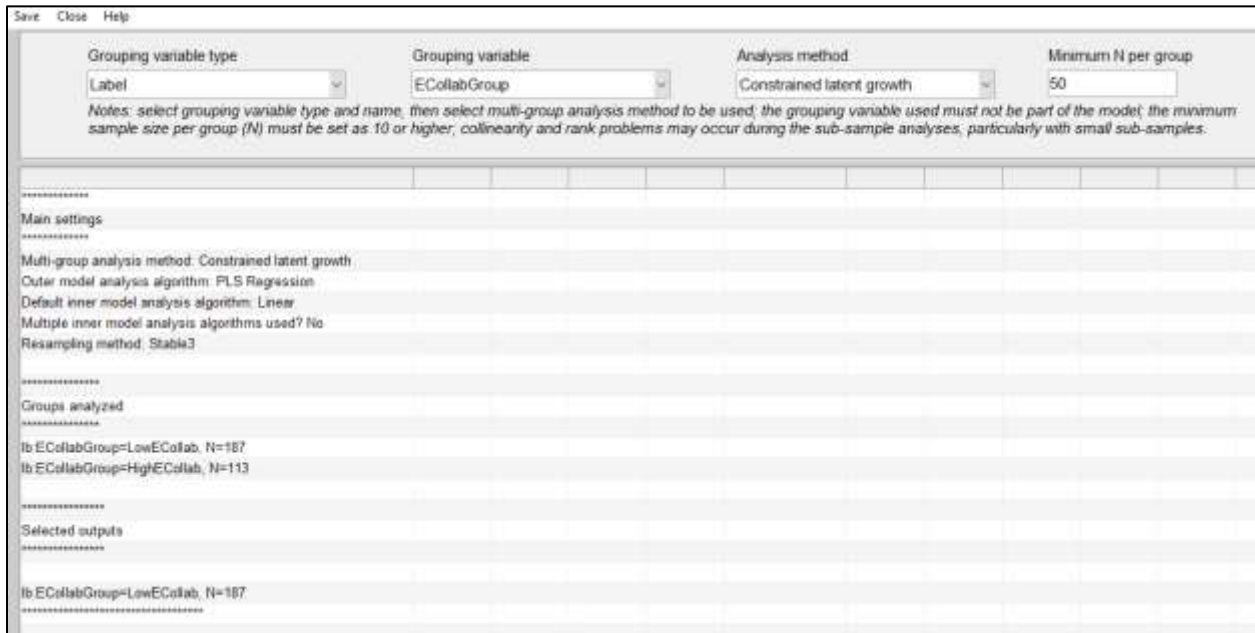 Save Close Help
Grouping variable type Grouping variable Analysis method Minimum N per group
Label ECollabGroup Constrained latent growth 50
Notes: select grouping variable type and name, then select multi-group analysis method to be used; the grouping variable used must not be part of the model; the minimum
sample size per group (N) must be set as 10 or higher; collinearity and rank problems may occur during the sub-sample analyses, particularly with small sub-samples.
*************
Main settings
*************
Multi-group analysis method: Constrained latent growth
Outer model analysis algorithm: PLS Regression
Default inner model analysis algorithm: Linear
Multiple inner model analysis algorithms used? No
Resampling method: Stable3
***************
Groups analyzed
***************
lb:ECollabGroup=LowECollab, N=187
lb:ECollabGroup=HighECollab, N=113
****************
Selected outputs
****************
lb:ECollabGroup=LowECollab, N=187
***********************************